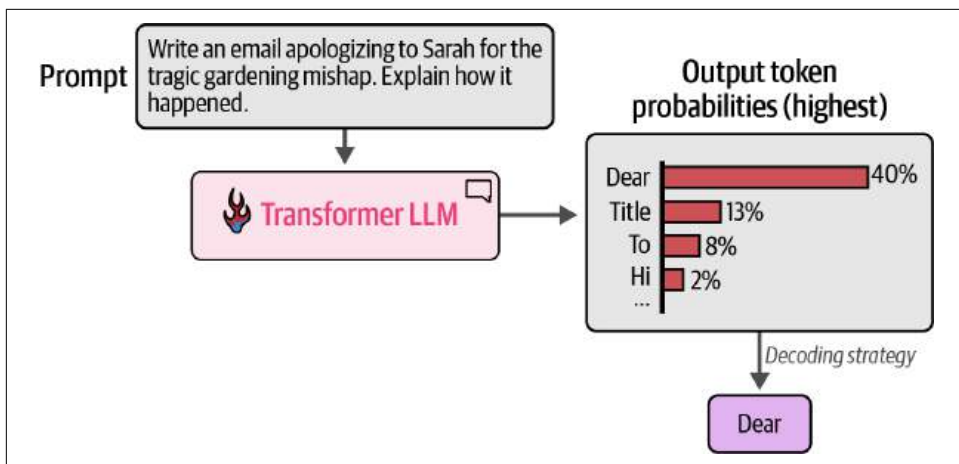 Prompt
Write an email apologizing to Sarah for the
tragic gardening mishap. Explain how it
happened.
Transformer LLM
Output token
probabilities (highest)
Dear 40%
Title 13%
To 8%
Hi 2%
...
Decoding strategy
Dear